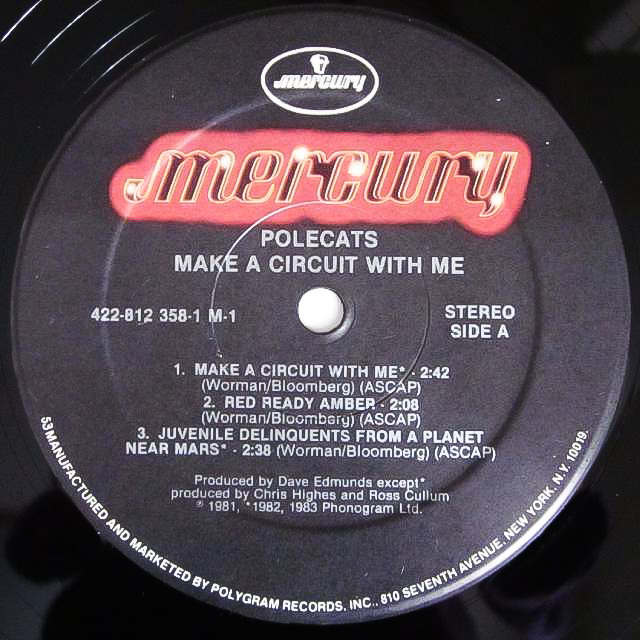 mercury
mercury
POLECATS
MAKE A CIRCUIT WITH ME
422-812 358-1 M-1
STEREO
SIDE A
1. MAKE A CIRCUIT WITH ME* - 2:42
(Worman/Bloomberg) (ASCAP)
2. RED READY AMBER - 2:08
(Worman/Bloomberg) (ASCAP)
3. JUVENILE DELINQUENTS FROM A PLANET
NEAR MARS* - 2:38 (Worman/Bloomberg) (ASCAP)
Produced by Dave Edmunds except*
produced by Chris Highes and Ross Cullum
℗ 1981, *1982, 1983 Phonogram Ltd.
53 MANUFACTURED AND MARKETED BY POLYGRAM RECORDS, INC., 810 SEVENTH AVENUE, NEW YORK, N.Y. 10019.